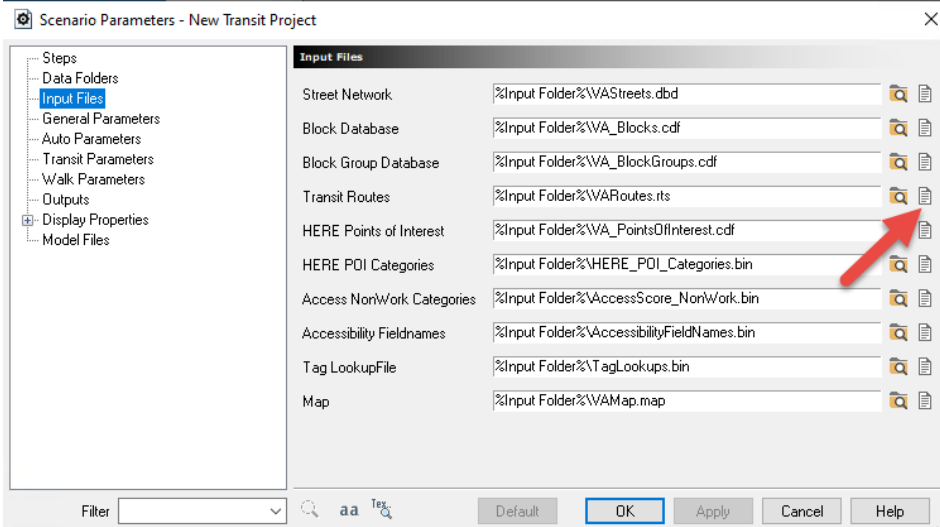 Scenario Parameters - New Transit Project
Steps
Data Folders
Input Files
General Parameters
Auto Parameters
Transit Parameters
Walk Parameters
Outputs
Display Properties
Model Files
Input Files
Street Network %Input Folder%\VAStreets.dbd
Block Database %Input Folder%\VA_Blocks.cdf
Block Group Database %Input Folder%\VA_BlockGroups.cdf
Transit Routes %Input Folder%\VARoutes.rts
HERE Points of Interest %Input Folder%\VA_PointsOfInterest.cdf
HERE POI Categories %Input Folder%\HERE_POI_Categories.bin
Access NonWork Categories %Input Folder%\AccessScore_NonWork.bin
Accessibility Fieldnames %Input Folder%\AccessibilityFieldNames.bin
Tag LookupFile %Input Folder%\TagLookups.bin
Map %Input Folder%\VAMap.map
Filter aa Tex Default OK Apply Cancel Help